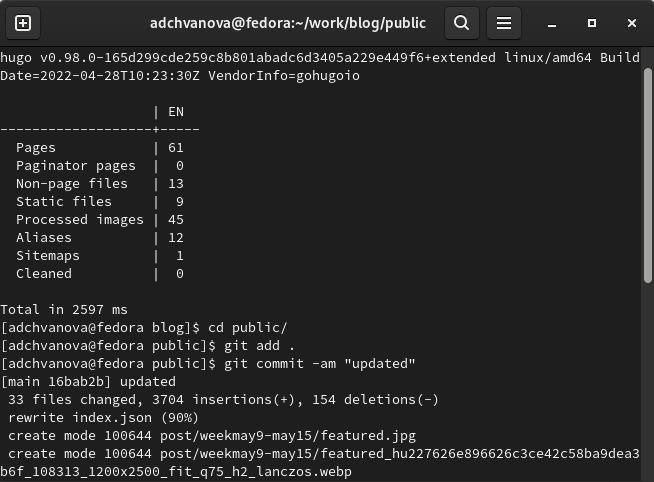 adchvanova@fedora:~/work/blog/public
hugo v0.98.0-165d299cde259c8b801abadc6d3405a229e449f6+extended linux/amd64 Build
Date=2022-04-28T10:23:30Z VendorInfo=gohugoio
                   | EN
-------------------+-----
  Pages            | 61
  Paginator pages  |  0
  Non-page files   | 13
  Static files     |  9
  Processed images | 45
  Aliases          | 12
  Sitemaps         |  1
  Cleaned          |  0
Total in 2597 ms
[adchvanova@fedora blog]$ cd public/
[adchvanova@fedora public]$ git add .
[adchvanova@fedora public]$ git commit -am "updated"
[main 16bab2b] updated
 33 files changed, 3704 insertions(+), 154 deletions(-)
 rewrite index.json (90%)
 create mode 100644 post/weekmay9-may15/featured.jpg
 create mode 100644 post/weekmay9-may15/featured_hu227626e896626c3ce42c58ba9dea3
b6f_108313_1200x2500_fit_q75_h2_lanczos.webp